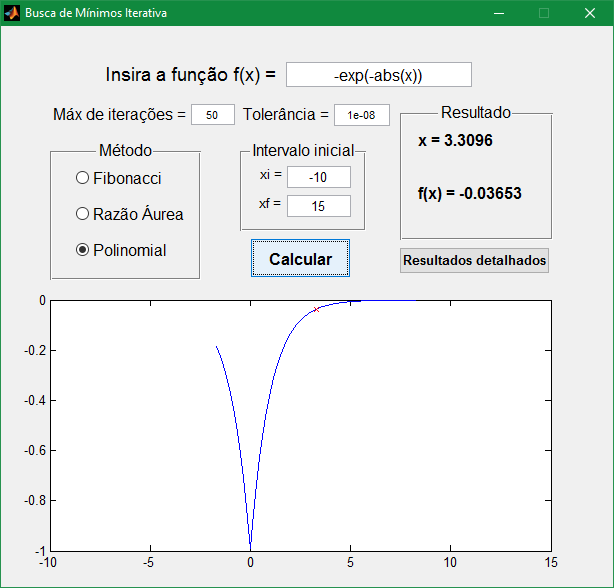 Busca de Mínimos Iterativa
Insira a função f(x) = -exp(-abs(x))
Máx de iterações = 50 Tolerância = 1e-08
Resultado
x = 3.3096
f(x) = -0.03653
Método
Fibonacci
Razão Áurea
Polinomial
Intervalo inicial
xi = -10
xf = 15
Calcular
Resultados detalhados
0
-0.2
-0.4
-0.6
-0.8
-1
-10 -5 0 5 10 15